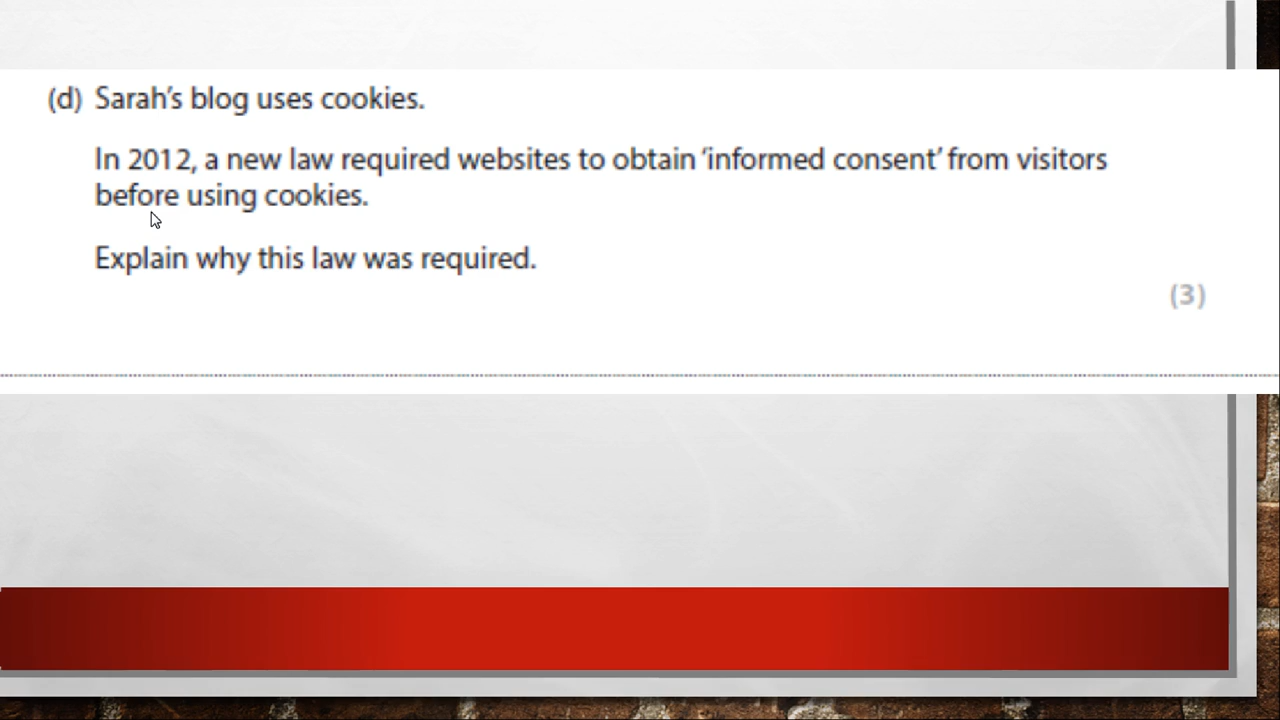 (d) Sarah's blog uses cookies.
In 2012, a new law required websites to obtain 'informed consent' from visitors
before using cookies.
Explain why this law was required.
(3)